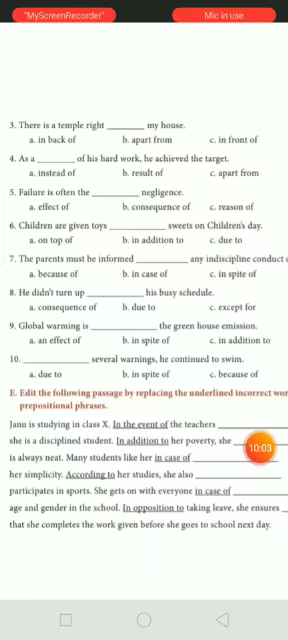 "MyScreenRecorder"
Mic in use
3. There is a temple right ________ my house.
a. in back of b. apart from c. in front of
4. As a ________ of his hard work, he achieved the target.
a. instead of b. result of c. apart from
5. Failure is often the __________ negligence.
a. effect of b. consequence of c. reason of
6. Children are given toys ____________ sweets on Children's day.
a. on top of b. in addition to c. due to
7. The parents must be informed ____________ any indiscipline conduct
a. because of b. in case of c. in spite of
8. He didn't turn up ______________ his busy schedule.
a. consequence of b. due to c. except for
9. Global warming is ______________ the green house emission.
a. an effect of b. in spite of c. in addition to
10. ______________ several warnings, he continued to swim.
a. due to b. in spite of c. because of
E. Edit the following passage by replacing the underlined incorrect
prepositional phrases.
Janu is studying in class X. In the event of the teachers ____________
she is a disciplined student. In addition to her poverty, she
is always neat. Many students like her in case of ____________
10:03
her simplicity. According to her studies, she also ____________
participates in sports. She gets on with everyone in case of ____________
age and gender in the school. In opposition to taking leave, she ensures _
that she completes the work given before she goes to school next day.